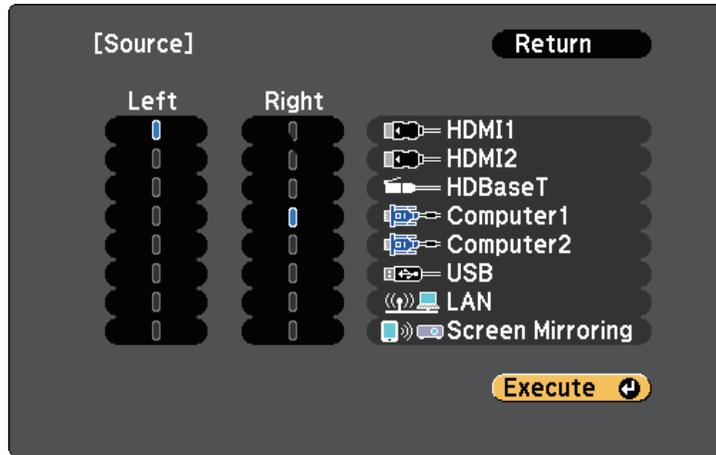 [Source] Return
Left Right
HDMI1
HDMI2
HDBaseT
Computer1
Computer2
USB
LAN
Screen Mirroring
Execute